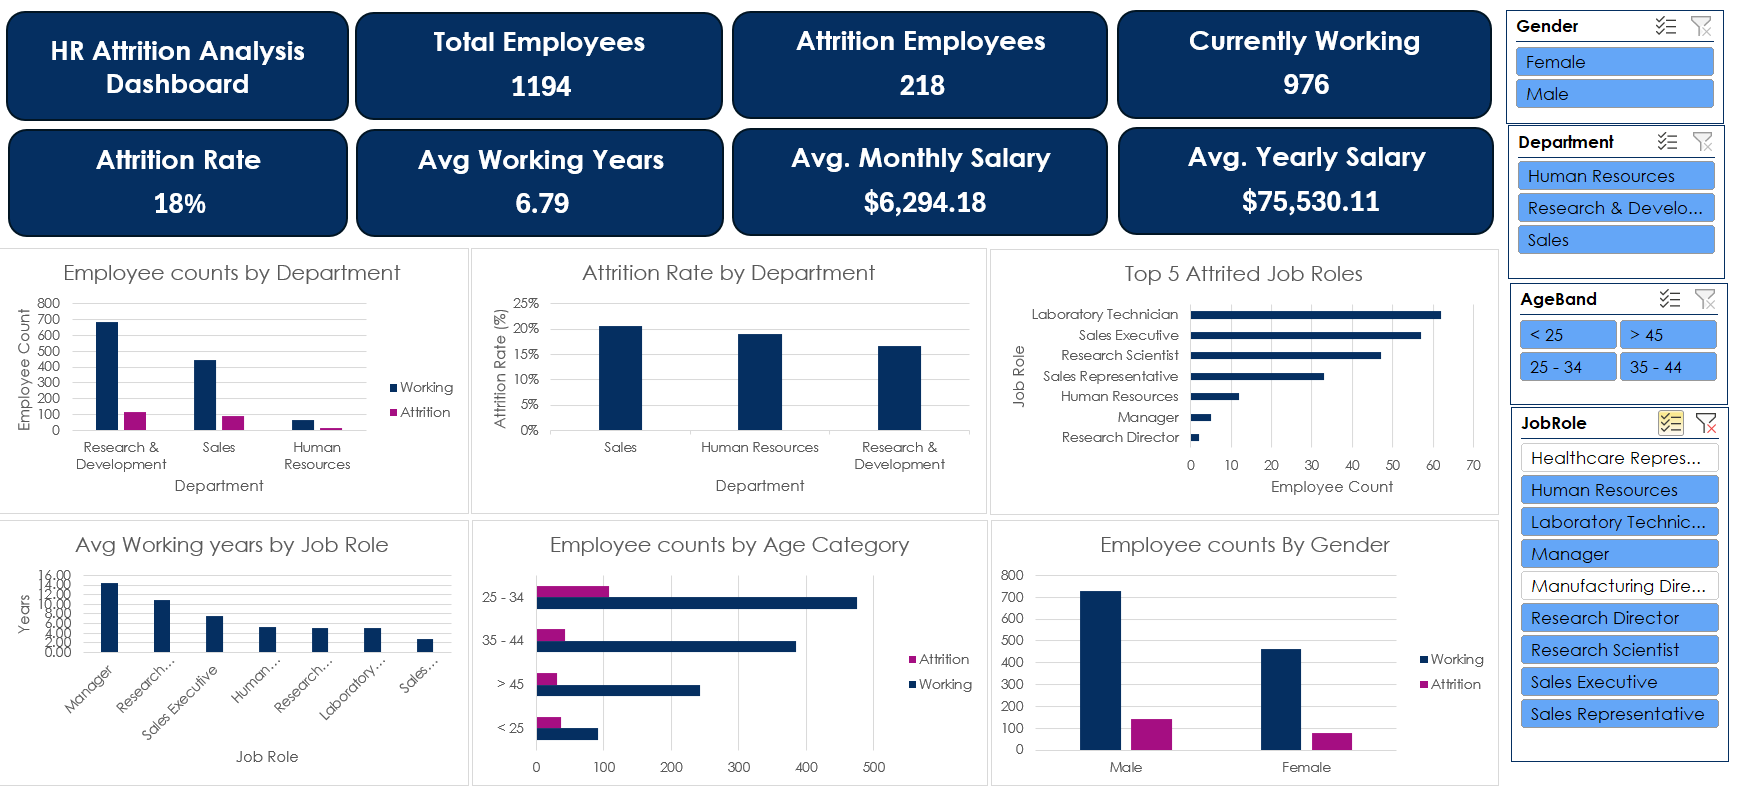 HR Attrition Analysis
Dashboard
Total Employees
1194
Attrition Employees
218
Currently Working
976
Attrition Rate
18%
Avg Working Years
6.79
Avg. Monthly Salary
$6,294.18
Avg. Yearly Salary
$75,530.11
Gender
Female
Male
Department
Human Resources
Research & Develo...
Sales
AgeBand
< 25
> 45
25 - 34
35 - 44
JobRole
Healthcare Repres...
Human Resources
Laboratory Technic...
Manager
Manufacturing Dire...
Research Director
Research Scientist
Sales Executive
Sales Representative
Employee counts by Department
Employee Count
800
700
600
500
400
300
200
100
0
Research &
Development
Sales
Human
Resources
Department
Working
Attrition
Attrition Rate by Department
Attrition Rate (%)
25%
20%
15%
10%
5%
0%
Sales
Human Resources
Research &
Development
Department
Top 5 Attrited Job Roles
Job Role
Laboratory Technician
Sales Executive
Research Scientist
Sales Representative
Human Resources
Manager
Research Director
0 10 20 30 40 50 60 70
Employee Count
Avg Working years by Job Role
Years
16.00
14.00
12.00
10.00
8.00
6.00
4.00
2.00
0.00
Manager
Research...
Sales Executive
Human...
Research...
Laboratory...
Sales...
Job Role
Employee counts by Age Category
25 - 34
35 - 44
> 45
< 25
0 100 200 300 400 500
Attrition
Working
Employee counts By Gender
800
700
600
500
400
300
200
100
0
Male
Female
Working
Attrition